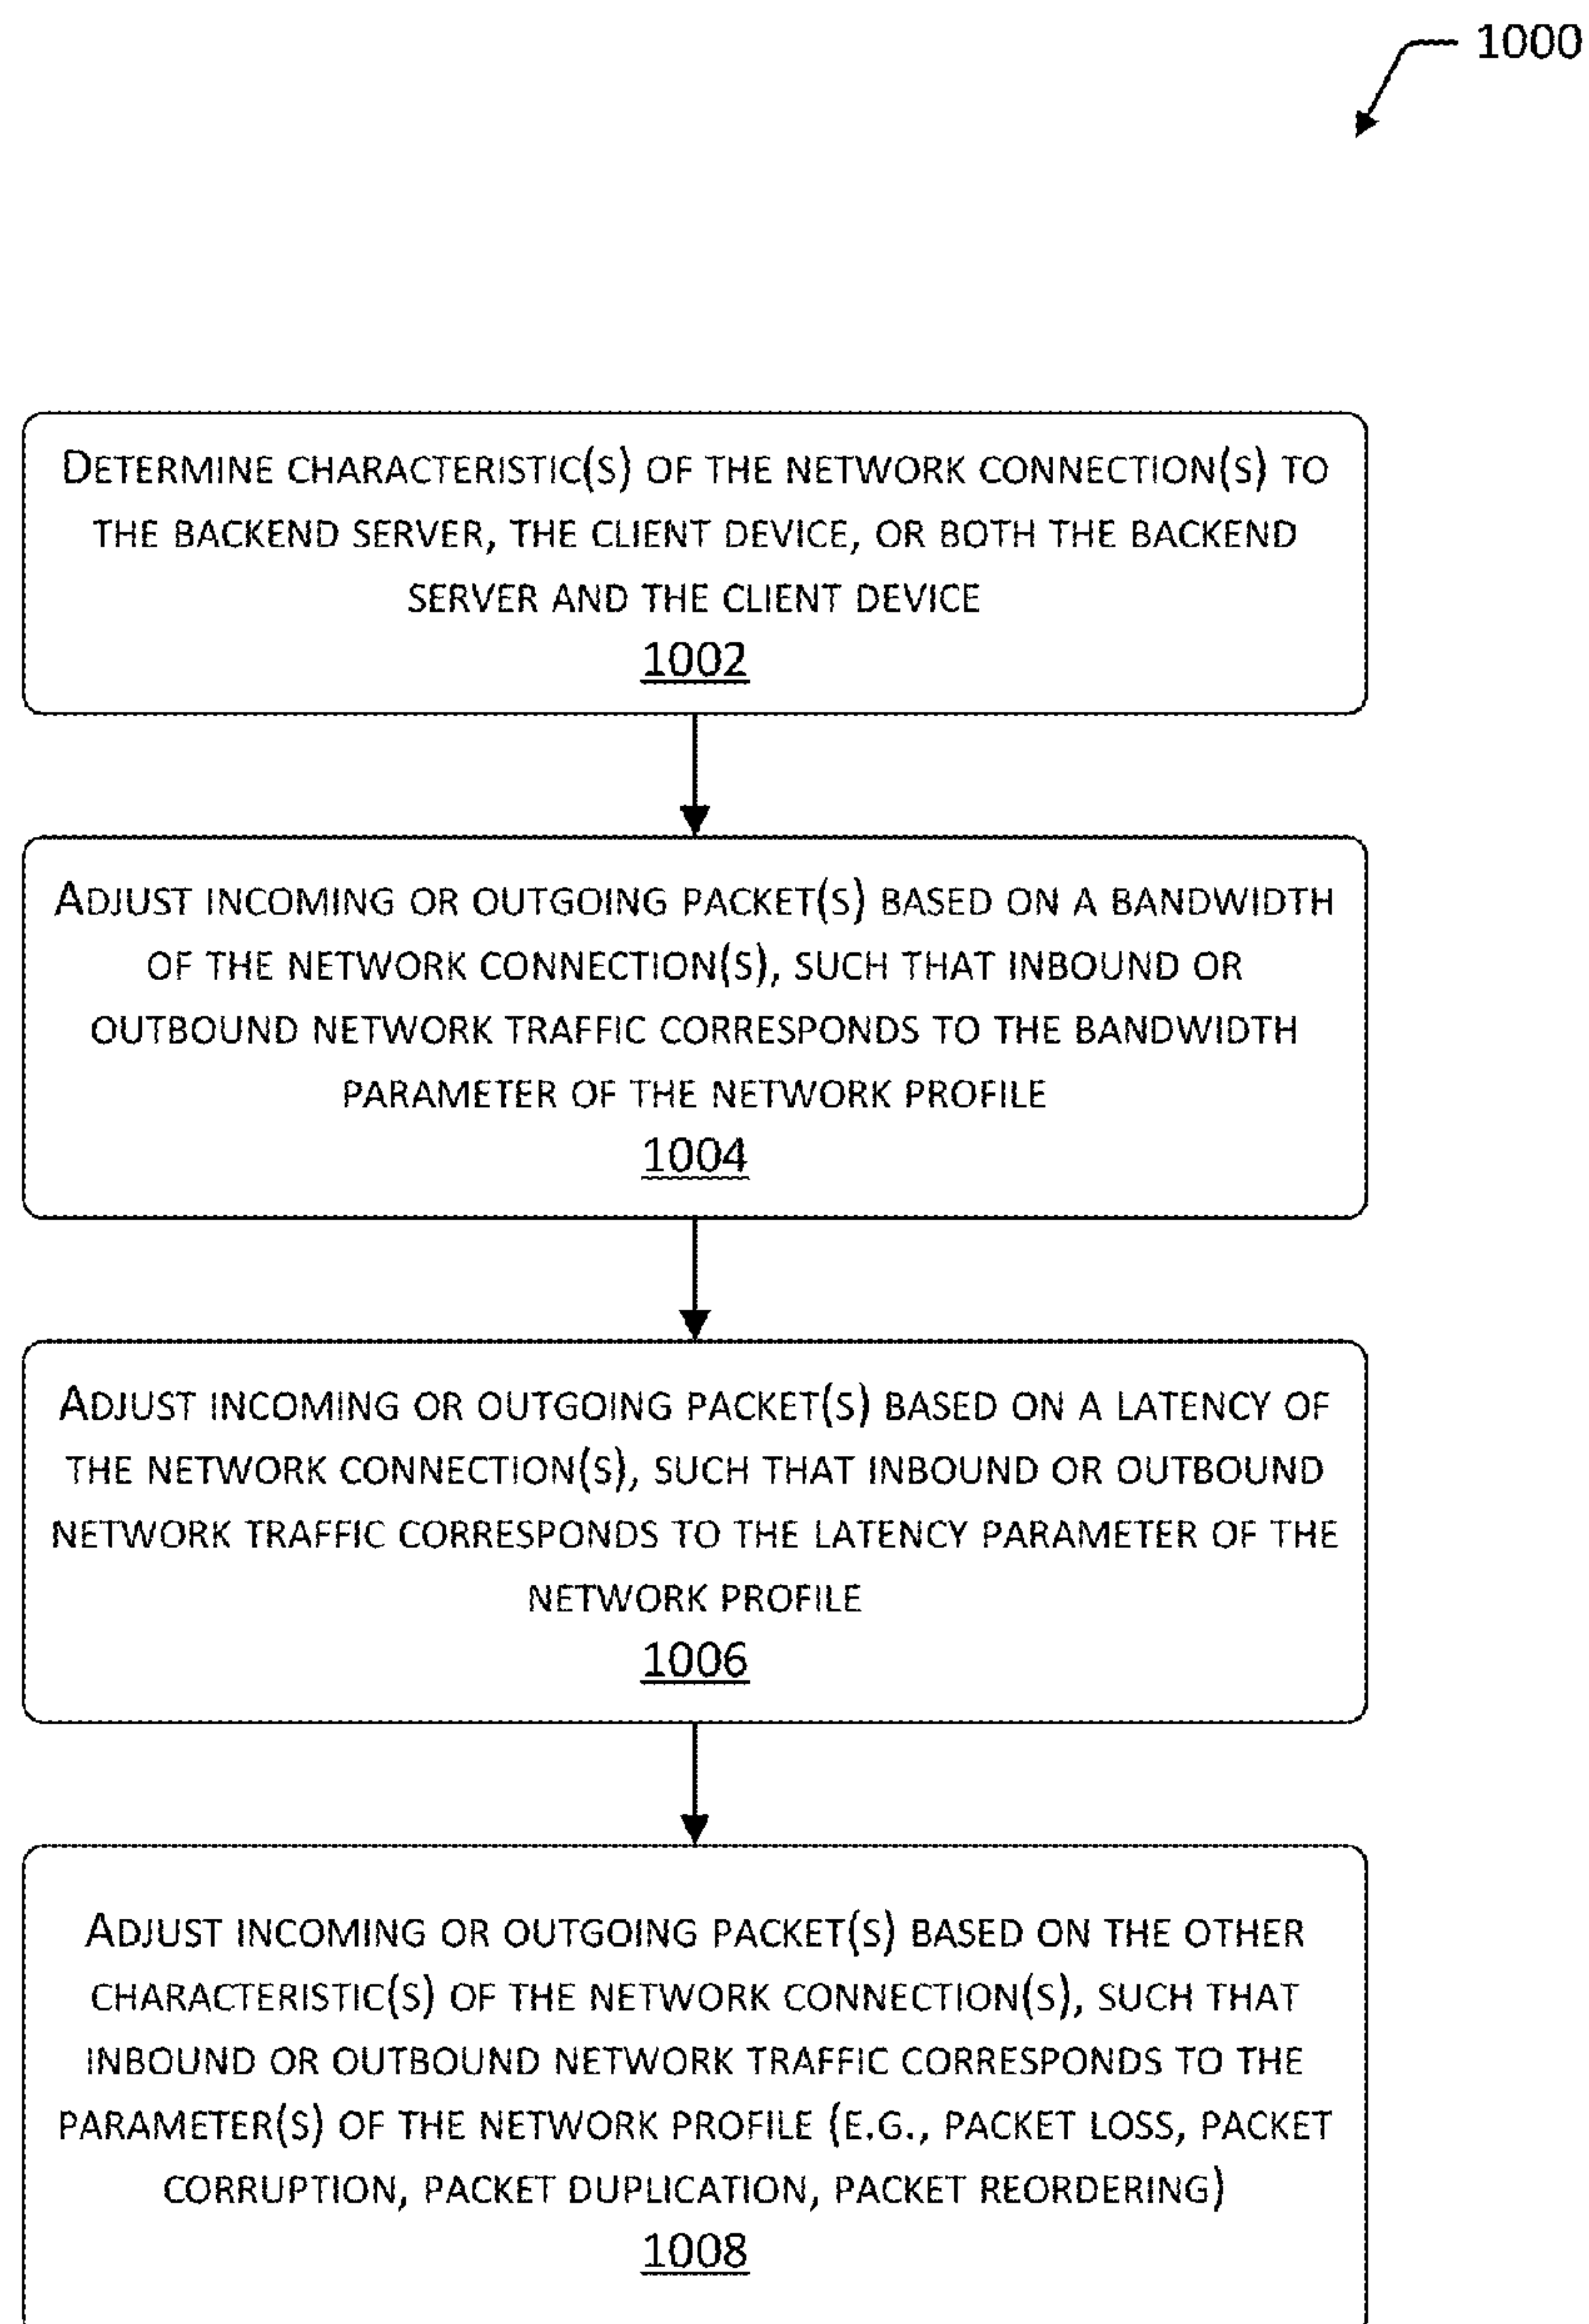 1000
DETERMINE CHARACTERISTIC(S) OF THE NETWORK CONNECTION(S) TO
THE BACKEND SERVER, THE CLIENT DEVICE, OR BOTH THE BACKEND
SERVER AND THE CLIENT DEVICE
1002
ADJUST INCOMING OR OUTGOING PACKET(S) BASED ON A BANDWIDTH
OF THE NETWORK CONNECTION(S), SUCH THAT INBOUND OR
OUTBOUND NETWORK TRAFFIC CORRESPONDS TO THE BANDWIDTH
PARAMETER OF THE NETWORK PROFILE
1004
ADJUST INCOMING OR OUTGOING PACKET(S) BASED ON A LATENCY OF
THE NETWORK CONNECTION(S), SUCH THAT INBOUND OR OUTBOUND
NETWORK TRAFFIC CORRESPONDS TO THE LATENCY PARAMETER OF THE
NETWORK PROFILE
1006
ADJUST INCOMING OR OUTGOING PACKET(S) BASED ON THE OTHER
CHARACTERISTIC(S) OF THE NETWORK CONNECTION(S), SUCH THAT
INBOUND OR OUTBOUND NETWORK TRAFFIC CORRESPONDS TO THE
PARAMETER(S) OF THE NETWORK PROFILE (E.G., PACKET LOSS, PACKET
CORRUPTION, PACKET DUPLICATION, PACKET REORDERING)
1008